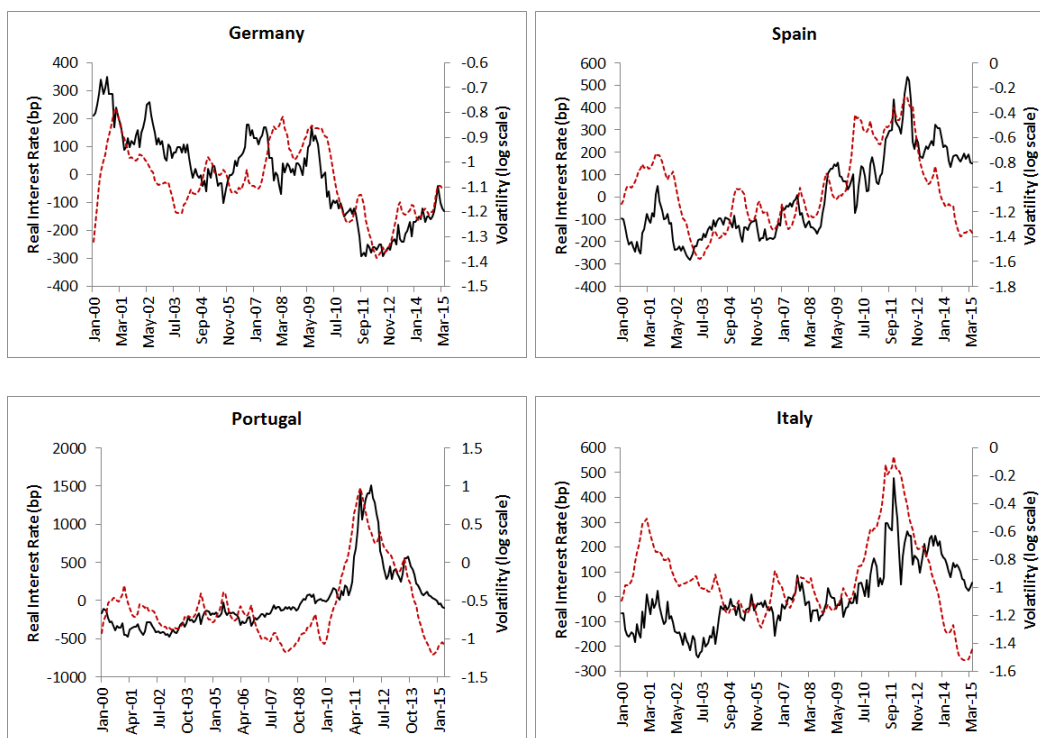 Germany
Real Interest Rate (bp)
400
300
200
100
0
-100
-200
-300
-400
-0.6
-0.7
-0.8
-0.9
-1
-1.1
-1.2
-1.3
-1.4
-1.5
Volatility (log scale)
Jan-00
Mar-01
May-02
Jul-03
Sep-04
Nov-05
Jan-07
Mar-08
May-09
Jul-10
Sep-11
Nov-12
Jan-14
Mar-15
Spain
Real Interest Rate (bp)
600
500
400
300
200
100
0
-100
-200
-300
-400
0
-0.2
-0.4
-0.6
-0.8
-1
-1.2
-1.4
-1.6
-1.8
Volatility (log scale)
Jan-00
Mar-01
May-02
Jul-03
Sep-04
Nov-05
Jan-07
Mar-08
May-09
Jul-10
Sep-11
Nov-12
Jan-14
Mar-15
Portugal
Real Interest Rate (bp)
2000
1500
1000
500
0
-500
-1000
1.5
1
0.5
0
-0.5
-1
-1.5
Volatility (log scale)
Jan-00
Apr-01
Jul-02
Oct-03
Jan-05
Apr-06
Jul-07
Oct-08
Jan-10
Apr-11
Jul-12
Oct-13
Jan-15
Italy
Real Interest Rate (bp)
600
500
400
300
200
100
0
-100
-200
-300
0
-0.2
-0.4
-0.6
-0.8
-1
-1.2
-1.4
-1.6
Volatility (log scale)
Jan-00
Mar-01
May-02
Jul-03
Sep-04
Nov-05
Jan-07
Mar-08
May-09
Jul-10
Sep-11
Nov-12
Jan-14
Mar-15